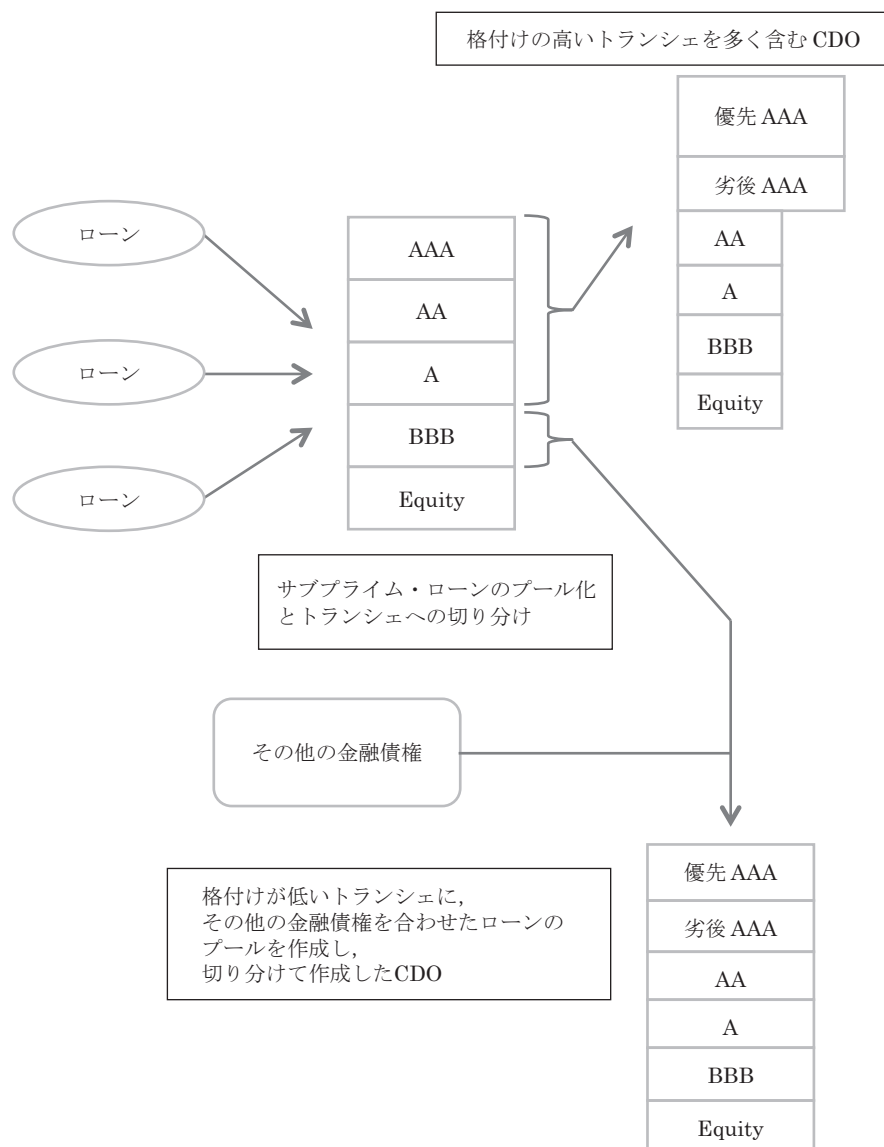 格付けの高いトランシェを多く含む CDO
優先 AAA
劣後 AAA
AA
A
BBB
Equity
ローン
ローン
ローン
AAA
AA
A
BBB
Equity
サブプライム・ローンのプール化
とトランシェへの切り分け
その他の金融債権
格付けが低いトランシェに,
その他の金融債権を合わせたローンの
プールを作成し,
切り分けて作成したCDO
優先 AAA
劣後 AAA
AA
A
BBB
Equity